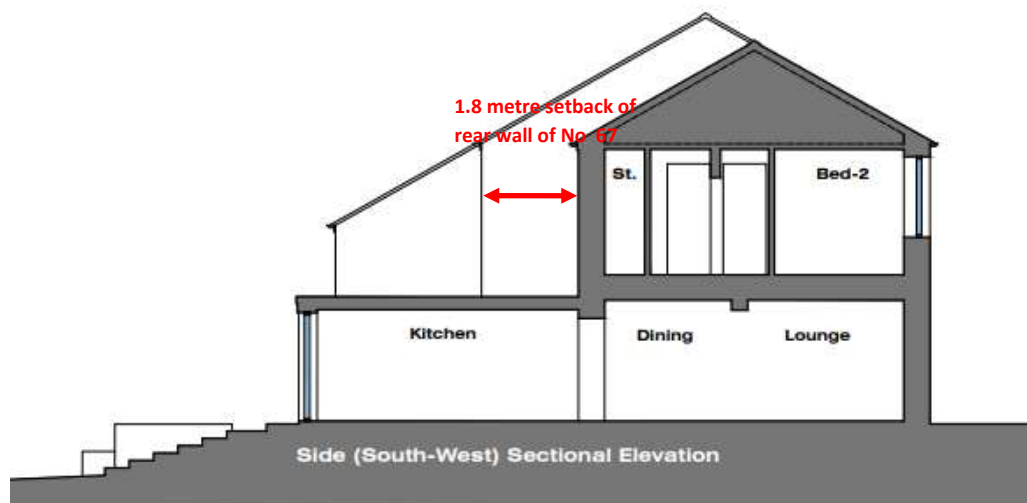 1.8 metre setback of
rear wall of No 67
St.
Bed-2
Kitchen
Dining
Lounge
Side (South-West) Sectional Elevation